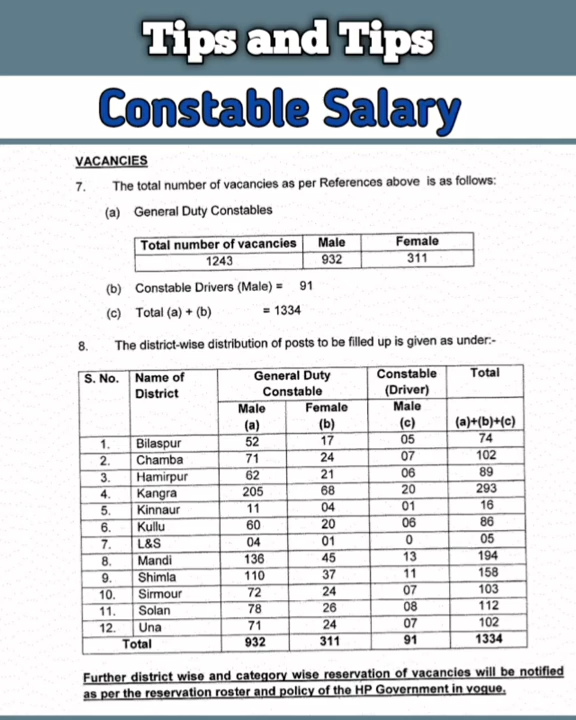 Tips and Tips
Constable Salary
VACANCIES
7. The total number of vacancies as per References above is as follows:
(a) General Duty Constables
Total number of vacancies Male Female
1243 932 311
(b) Constable Drivers (Male) = 91
(c) Total (a) + (b) = 1334
8. The district-wise distribution of posts to be filled up is given as under:-
S. No. Name of District General Duty Constable Constable (Driver) Total
Male (a) Female (b) Male (c) (a)+(b)+(c)
1. Bilaspur 52 17 05 74
2. Chamba 71 24 07 102
3. Hamirpur 62 21 06 89
4. Kangra 205 68 20 293
5. Kinnaur 11 04 01 16
6. Kullu 60 20 06 86
7. L&S 04 01 0 05
8. Mandi 136 45 13 194
9. Shimla 110 37 11 158
10. Sirmour 72 24 07 103
11. Solan 78 26 08 112
12. Una 71 24 07 102
Total 932 311 91 1334
Further district wise and category wise reservation of vacancies will be notified
as per the reservation roster and policy of the HP Government in vogue.